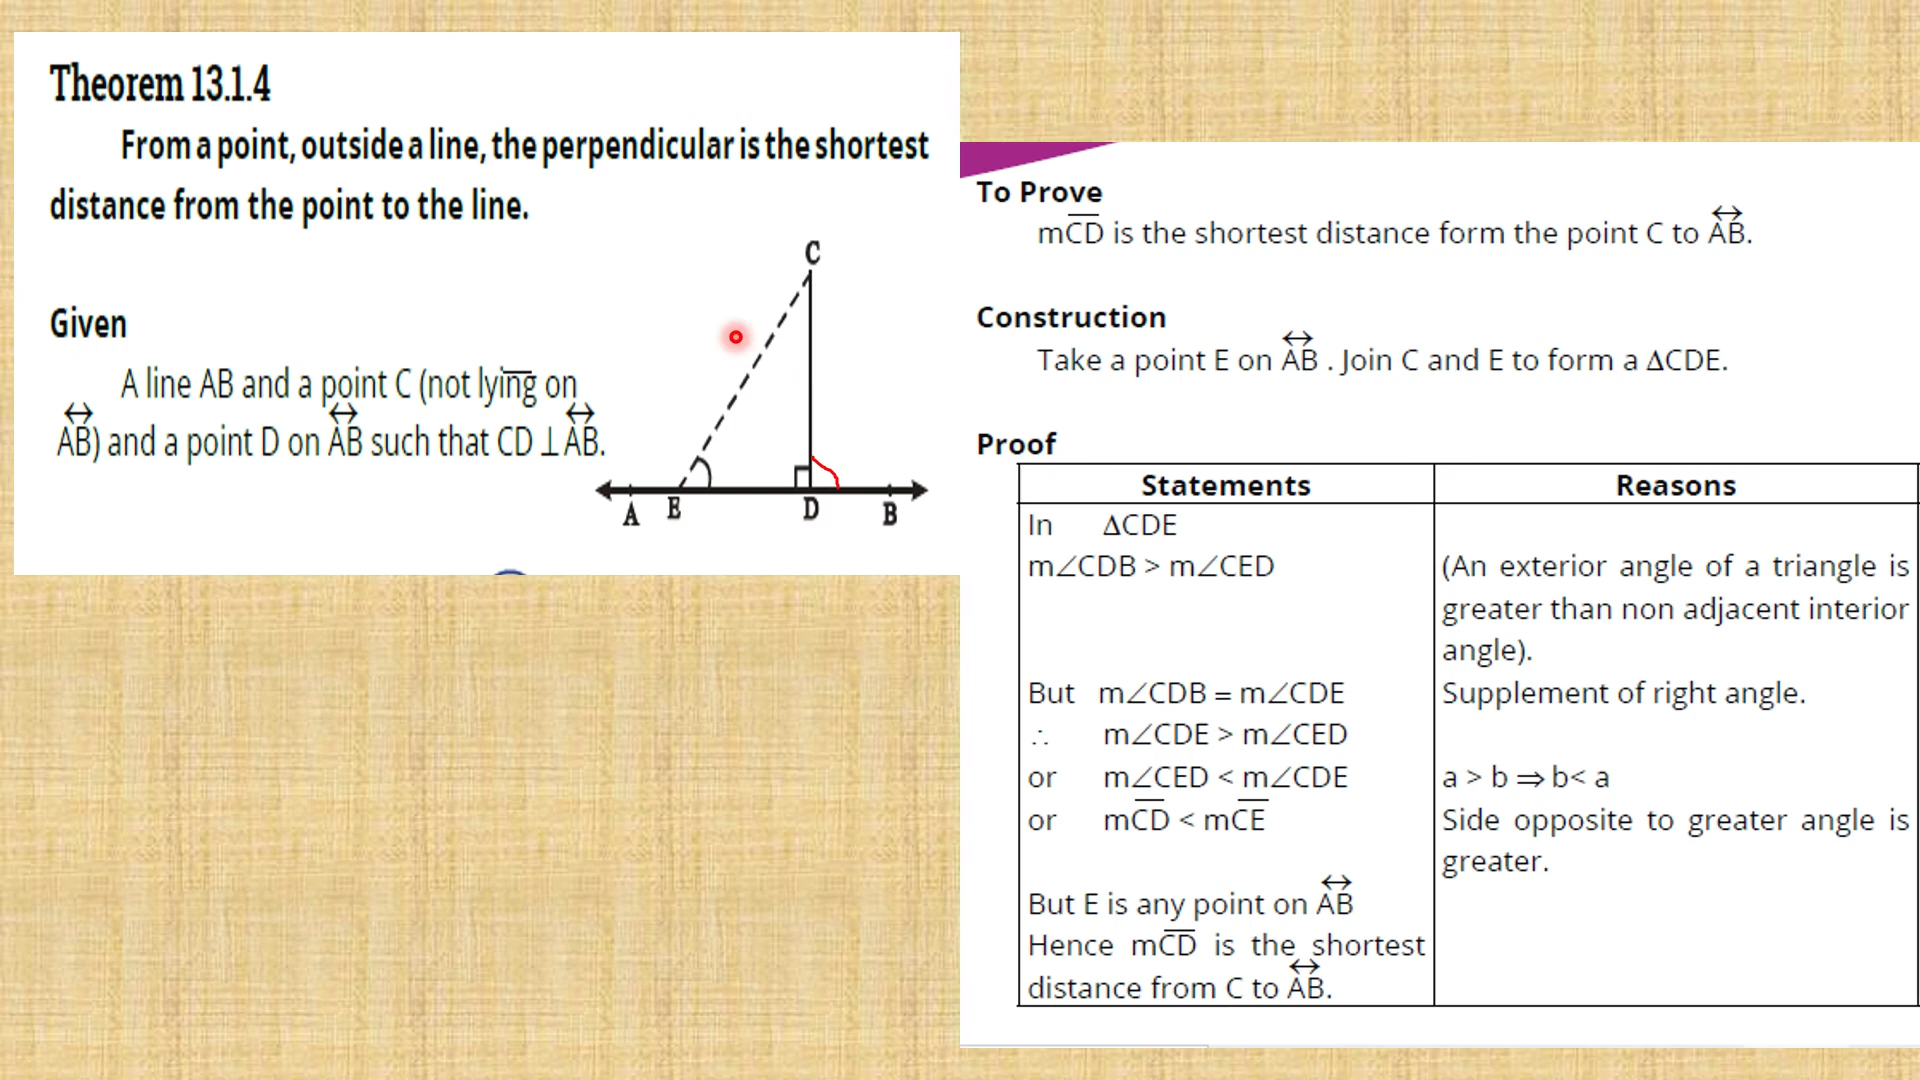 Theorem 13.1.4
From a point, outside a line, the perpendicular is the shortest
distance from the point to the line.
Given
A line AB and a point C (not lying on
AB) and a point D on AB such that CD ⊥ AB.
C
A E D B
To Prove
mCD is the shortest distance form the point C to AB.
Construction
Take a point E on AB . Join C and E to form a ΔCDE.
Proof
Statements Reasons
In ΔCDE
m∠CDB > m∠CED (An exterior angle of a triangle is
greater than non adjacent interior
angle).
But m∠CDB = m∠CDE Supplement of right angle.
∴ m∠CDE > m∠CED
or m∠CED < m∠CDE a > b ⇒ b< a
or mCD < mCE Side opposite to greater angle is
greater.
But E is any point on AB
Hence mCD is the shortest
distance from C to AB.